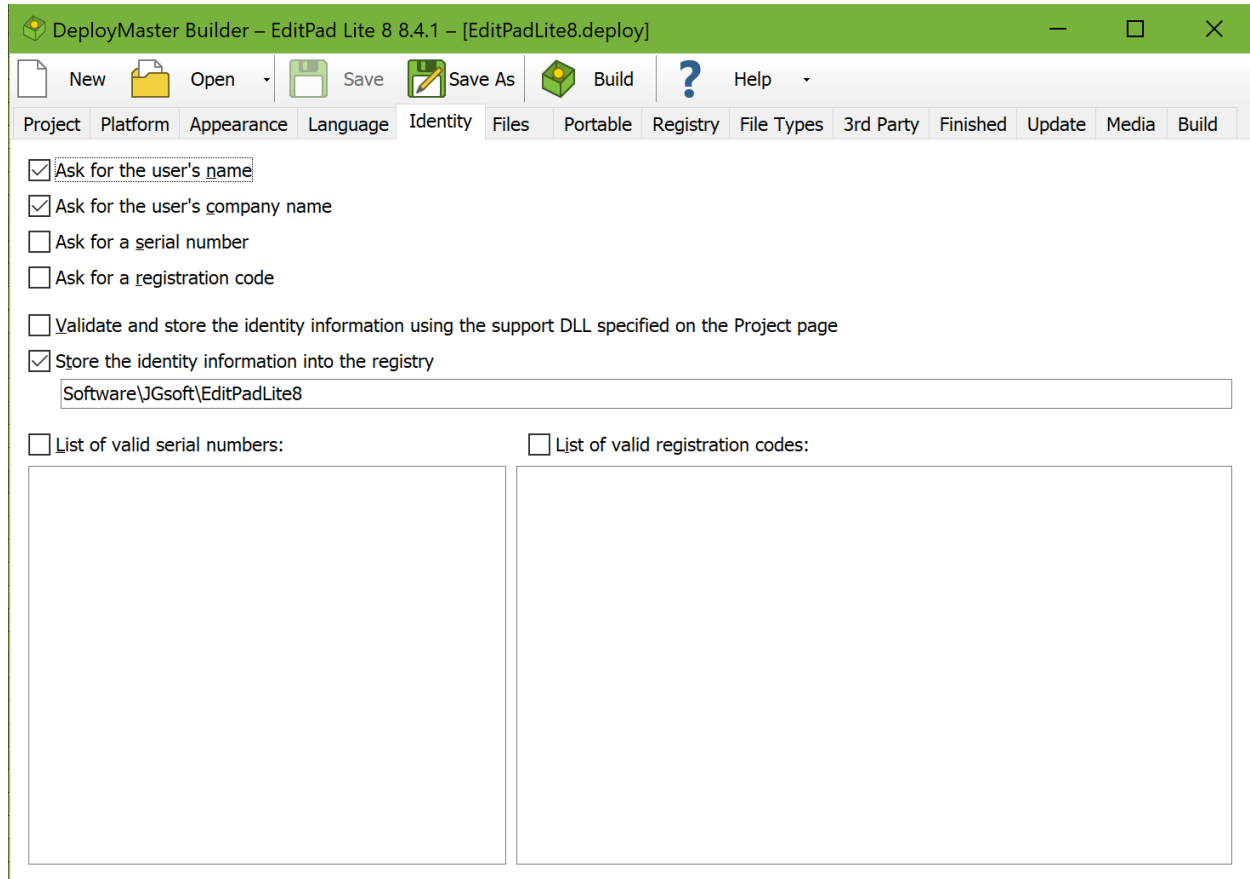 DeployMaster Builder – EditPad Lite 8 8.4.1 – [EditPadLite8.deploy]
New Open Save Save As Build ? Help
Project Platform Appearance Language Identity Files Portable Registry File Types 3rd Party Finished Update Media Build
Ask for the user's name
Ask for the user's company name
Ask for a serial number
Ask for a registration code
Validate and store the identity information using the support DLL specified on the Project page
Store the identity information into the registry
Software\JGsoft\EditPadLite8
List of valid serial numbers: List of valid registration codes: